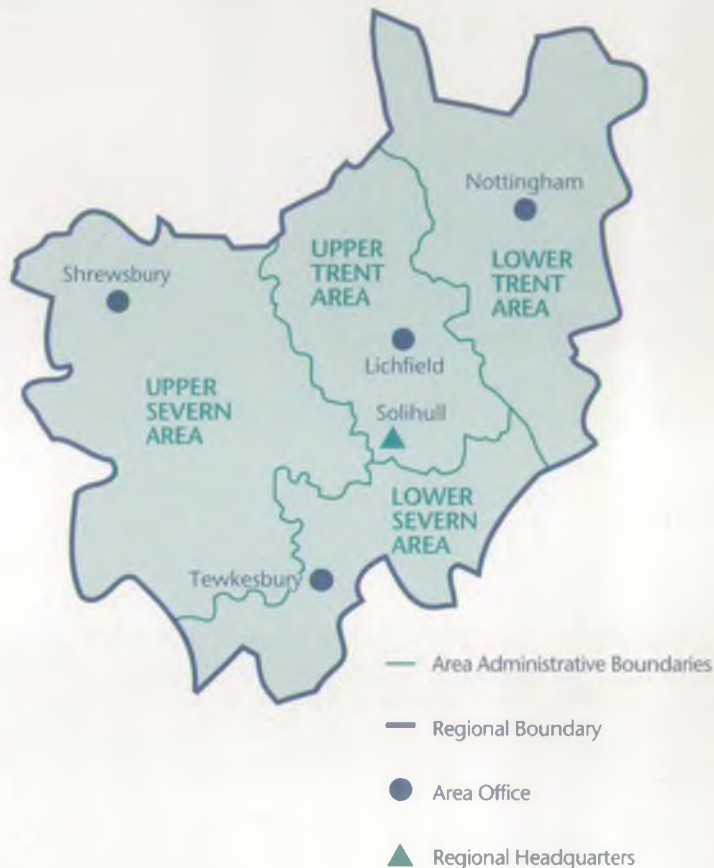 Nottingham
UPPER
TRENT
AREA
LOWER
TRENT
AREA
Shrewsbury
Lichfield
UPPER
SEVERN
AREA
Solihull
LOWER
SEVERN
AREA
Tewkesbury
Area Administrative Boundaries
Regional Boundary
Area Office
Regional Headquarters